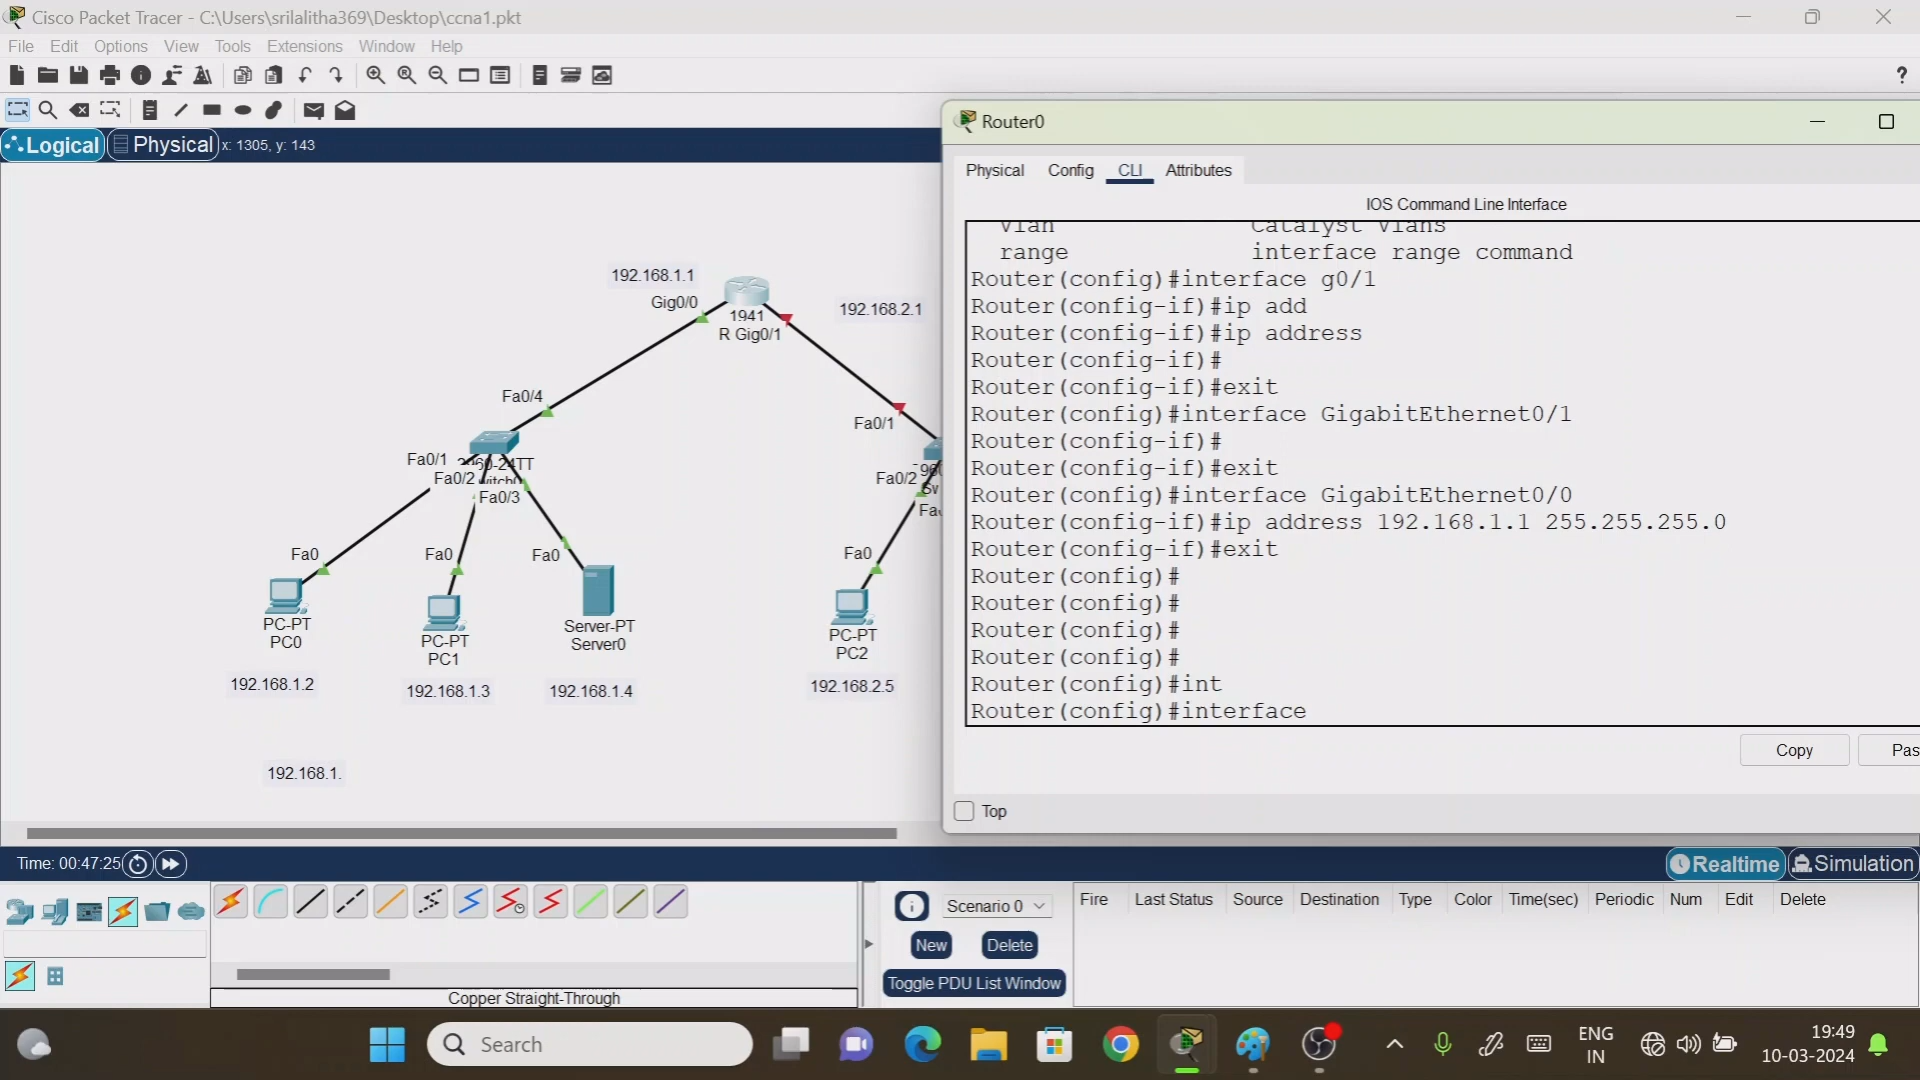 Cisco Packet Tracer - C:\Users\srilalitha369\Desktop\ccna1.pkt
File Edit Options View Tools Extensions Window Help
?
Logical Physical x: 1305, y: 143
192.168.1.1
Gig0/0
1941
R Gig0/1
192.168.2.1
Fa0/4
Fa0/1
Fa0/1
Fa0/2
Fa0/3
Fa0/2
Fa0
Fa0
Fa0
Fa0
PC-PT
PC0
PC-PT
PC1
Server-PT
Server0
PC-PT
PC2
192.168.1.2
192.168.1.3
192.168.1.4
192.168.2.5
192.168.1.
Router0
Physical Config CLI Attributes
IOS Command Line Interface
vlan Catalyst Vlans
range interface range command
Router(config)#interface g0/1
Router(config-if)#ip add
Router(config-if)#ip address
Router(config-if)#
Router(config-if)#exit
Router(config)#interface GigabitEthernet0/1
Router(config-if)#
Router(config-if)#exit
Router(config)#interface GigabitEthernet0/0
Router(config-if)#ip address 192.168.1.1 255.255.255.0
Router(config-if)#exit
Router(config)#
Router(config)#
Router(config)#
Router(config)#
Router(config)#int
Router(config)#interface
Copy Pas
Top
Time: 00:47:25
Realtime Simulation
Scenario 0
New Delete
Toggle PDU List Window
Fire Last Status Source Destination Type Color Time(sec) Periodic Num Edit Delete
Copper Straight-Through
Search
ENG
IN
19:49
10-03-2024